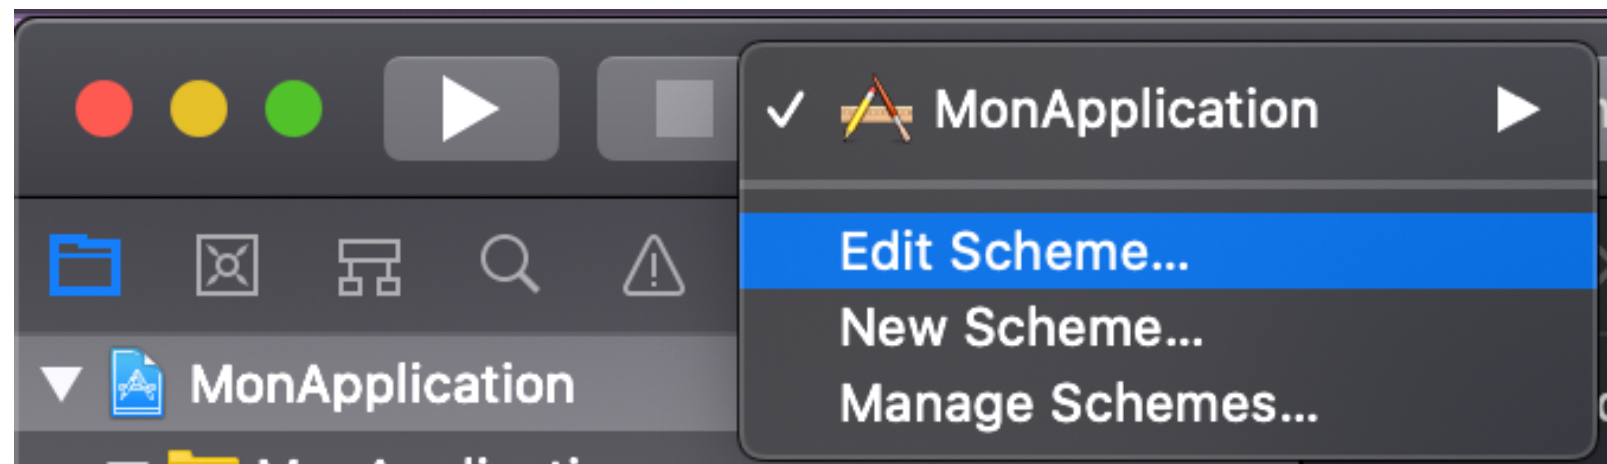 MonApplication
Edit Scheme...
New Scheme...
Manage Schemes...
MonApplication